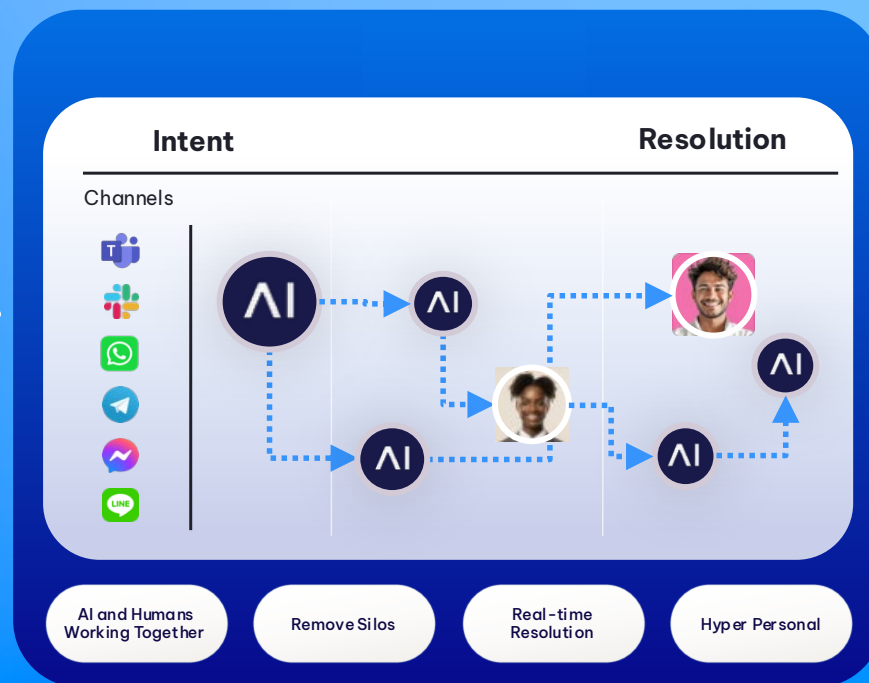 Intent
Resolution
Channels
T
LINE
AI
AI
AI
AI
AI
AI and Humans
Working Together
Remove Silos
Real-time
Resolution
Hyper Personal